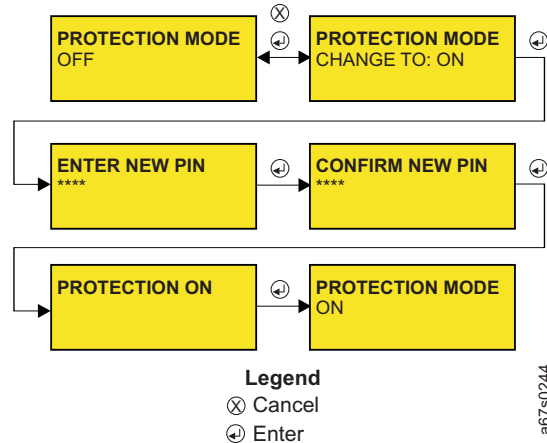 PROTECTION MODE
OFF
PROTECTION MODE
CHANGE TO: ON
ENTER NEW PIN
****
CONFIRM NEW PIN
****
PROTECTION ON
PROTECTION MODE
ON
Legend
Cancel
Enter
a67s0244